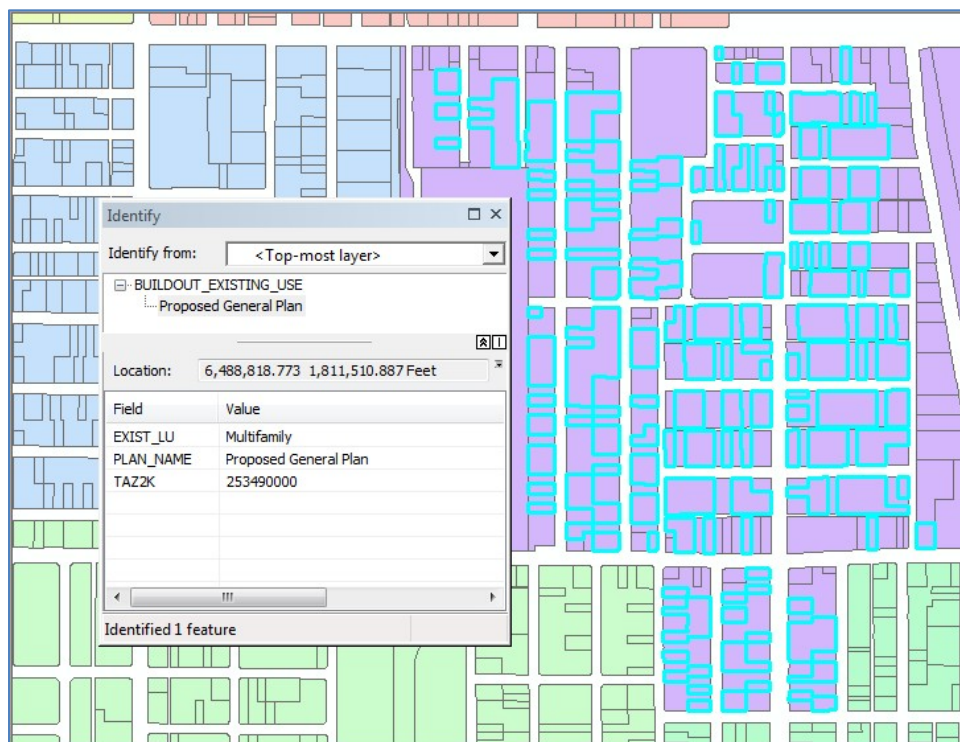 Identify
Identify from: <Top-most layer>
BUILDOUT_EXISTING_USE
Proposed General Plan
Location: 6,488,818.773 1,811,510.887 Feet
Field Value
EXIST_LU Multifamily
PLAN_NAME Proposed General Plan
TAZ2K 253490000
Identified 1 feature